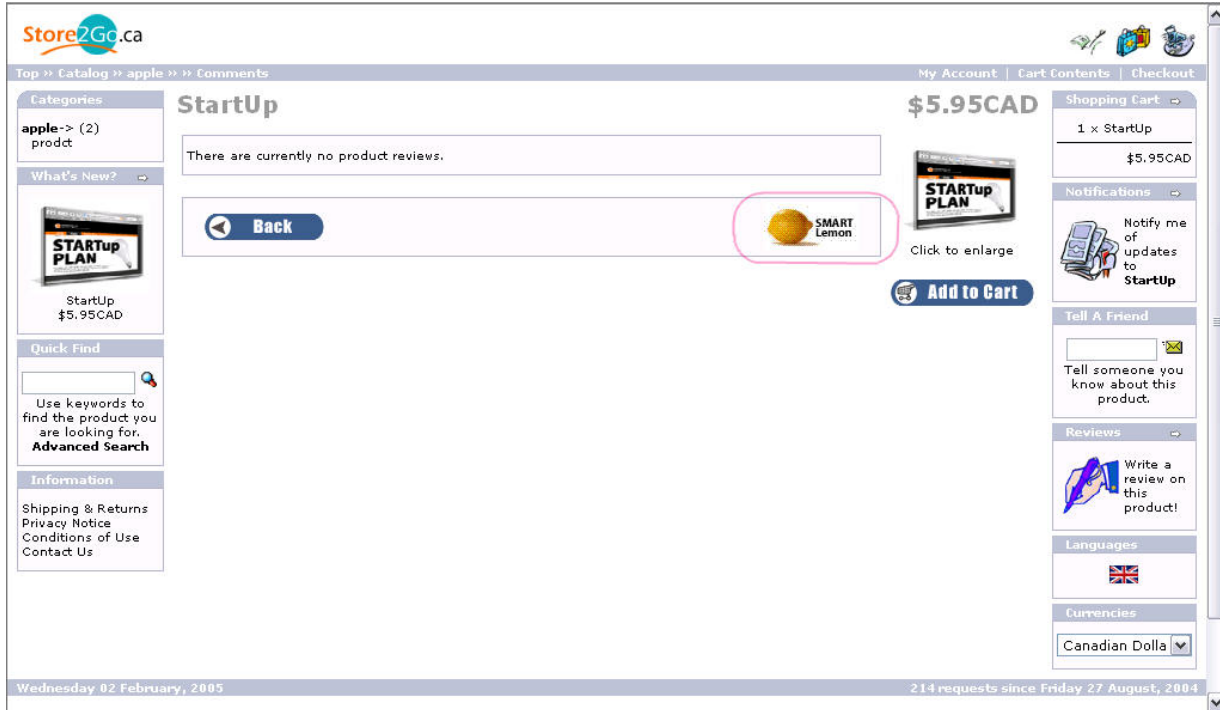 Store2Go.ca
Top » Catalog » apple » » Comments
My Account | Cart Contents | Checkout
Categories
apple-> (2)
prodct
What's New?
STARTup
PLAN
StartUp
$5.95CAD
Quick Find
Use keywords to
find the product you
are looking for.
Advanced Search
Information
Shipping & Returns
Privacy Notice
Conditions of Use
Contact Us
StartUp
$5.95CAD
There are currently no product reviews.
Back
SMART
Lemon
STARTup
PLAN
Click to enlarge
Add to Cart
Shopping Cart
1 x StartUp
$5.95CAD
Notifications
Notify me
of
updates
to
StartUp
Tell A Friend
Tell someone you
know about this
product.
Reviews
Write a
review on
this
product!
Languages
Currencies
Canadian Dolla
Wednesday 02 February, 2005
214 requests since Friday 27 August, 2004